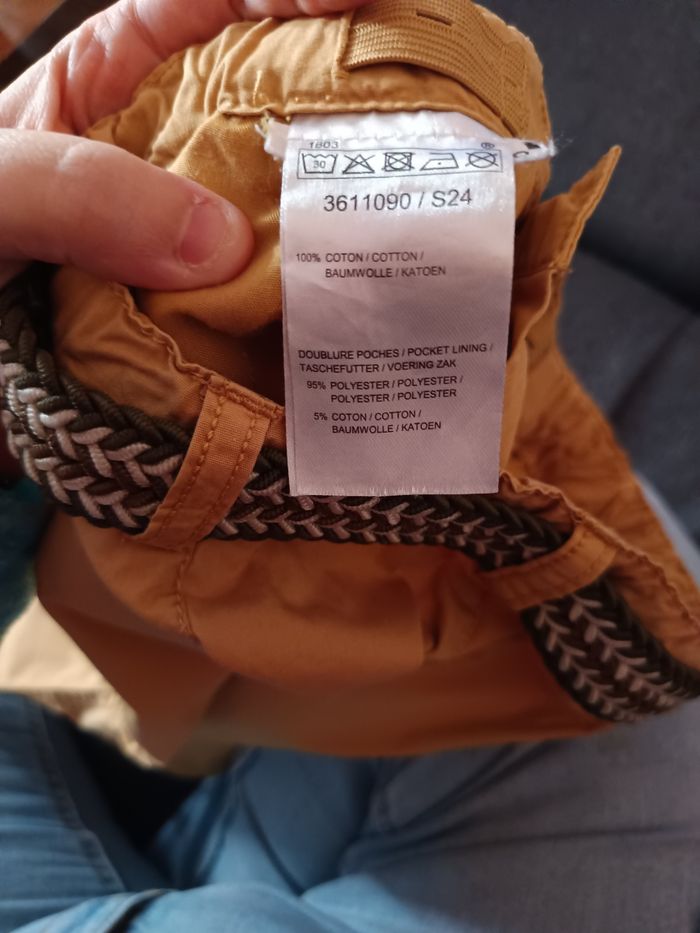 1803
®
30
3611090 / S24
100% COTON / COTTON /
BAUMWOLLE / KATOEN
DOUBLURE POCHES / POCKET LINING /
TASCHEFUTTER / VOERING ZAK
95% POLYESTER / POLYESTER /
POLYESTER / POLYESTER
5% COTON / COTTON /
BAUMWOLLE / KATOEN